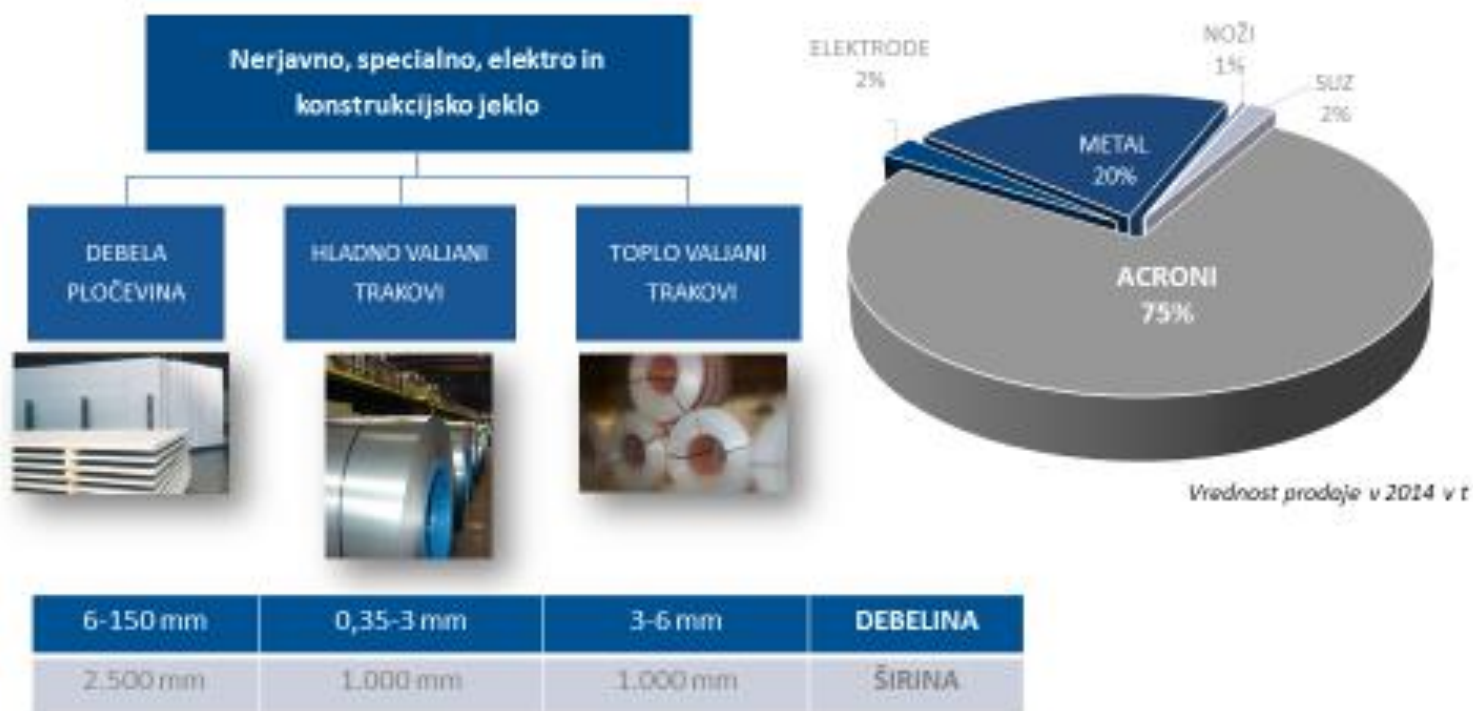 Nerjavno, specialno, elektro in
konstrukcijsko jeklo
DEBELA
PLOČEVINA
HLADNO VALJANI
TRAKOVI
TOPLO VALJANI
TRAKOVI
ELEKTRODE
2%
METAL
20%
NOŽI
1%
SUZ
2%
ACRONI
75%
Vrednost prodaje v 2014 v t
6-150 mm 0,35-3 mm 3-6 mm DEBELINA
2.500 mm 1.000 mm 1.000 mm ŠIRINA